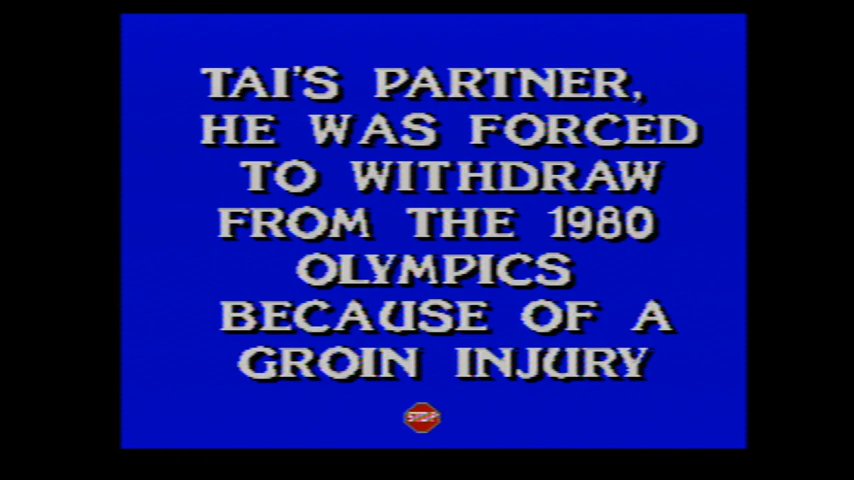 TAI'S PARTNER,
HE WAS FORCED
TO WITHDRAW
FROM THE 1980
OLYMPICS
BECAUSE OF A
GROIN INJURY
STOP